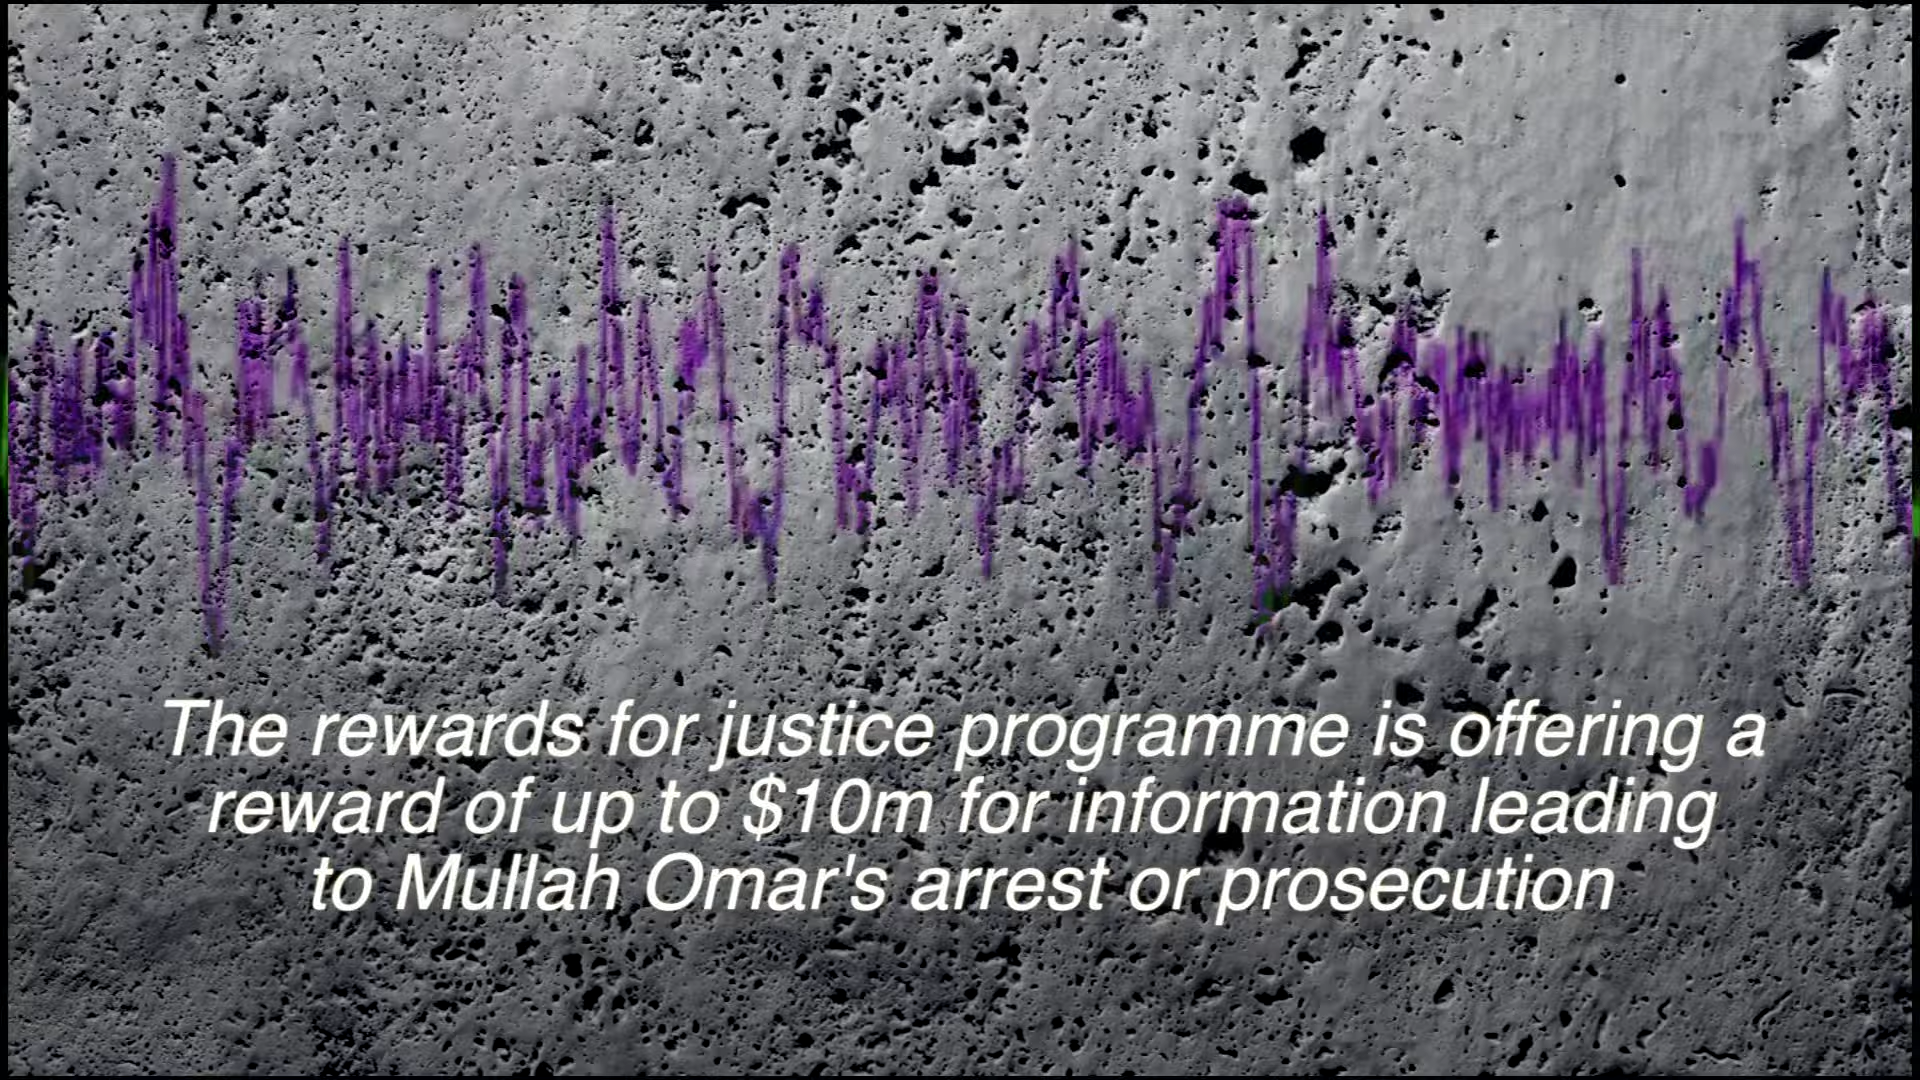 The rewards for justice programme is offering a
reward of up to $10m for information leading
to Mullah Omar's arrest or prosecution